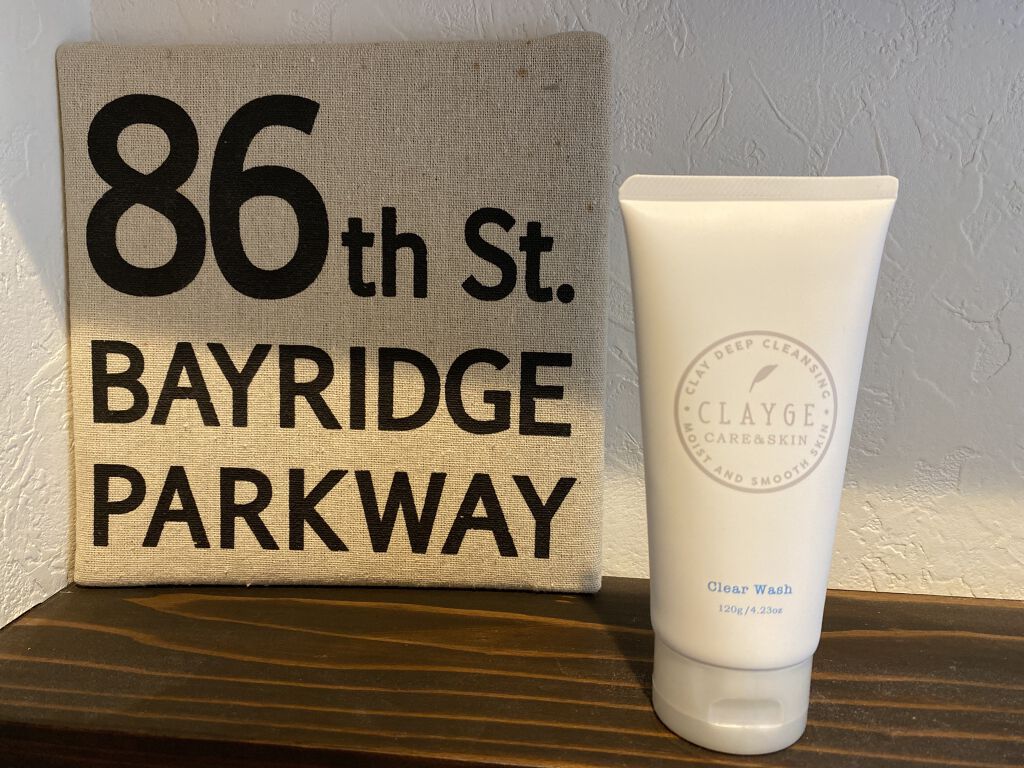 86th St.
BAYRIDGE
PARKWAY
CLAY DEEP CLEANSING
CLAYGE
CARE&SKIN
MOIST AND SMOOTH SKIN
Clear Wash
120g/4.23oz